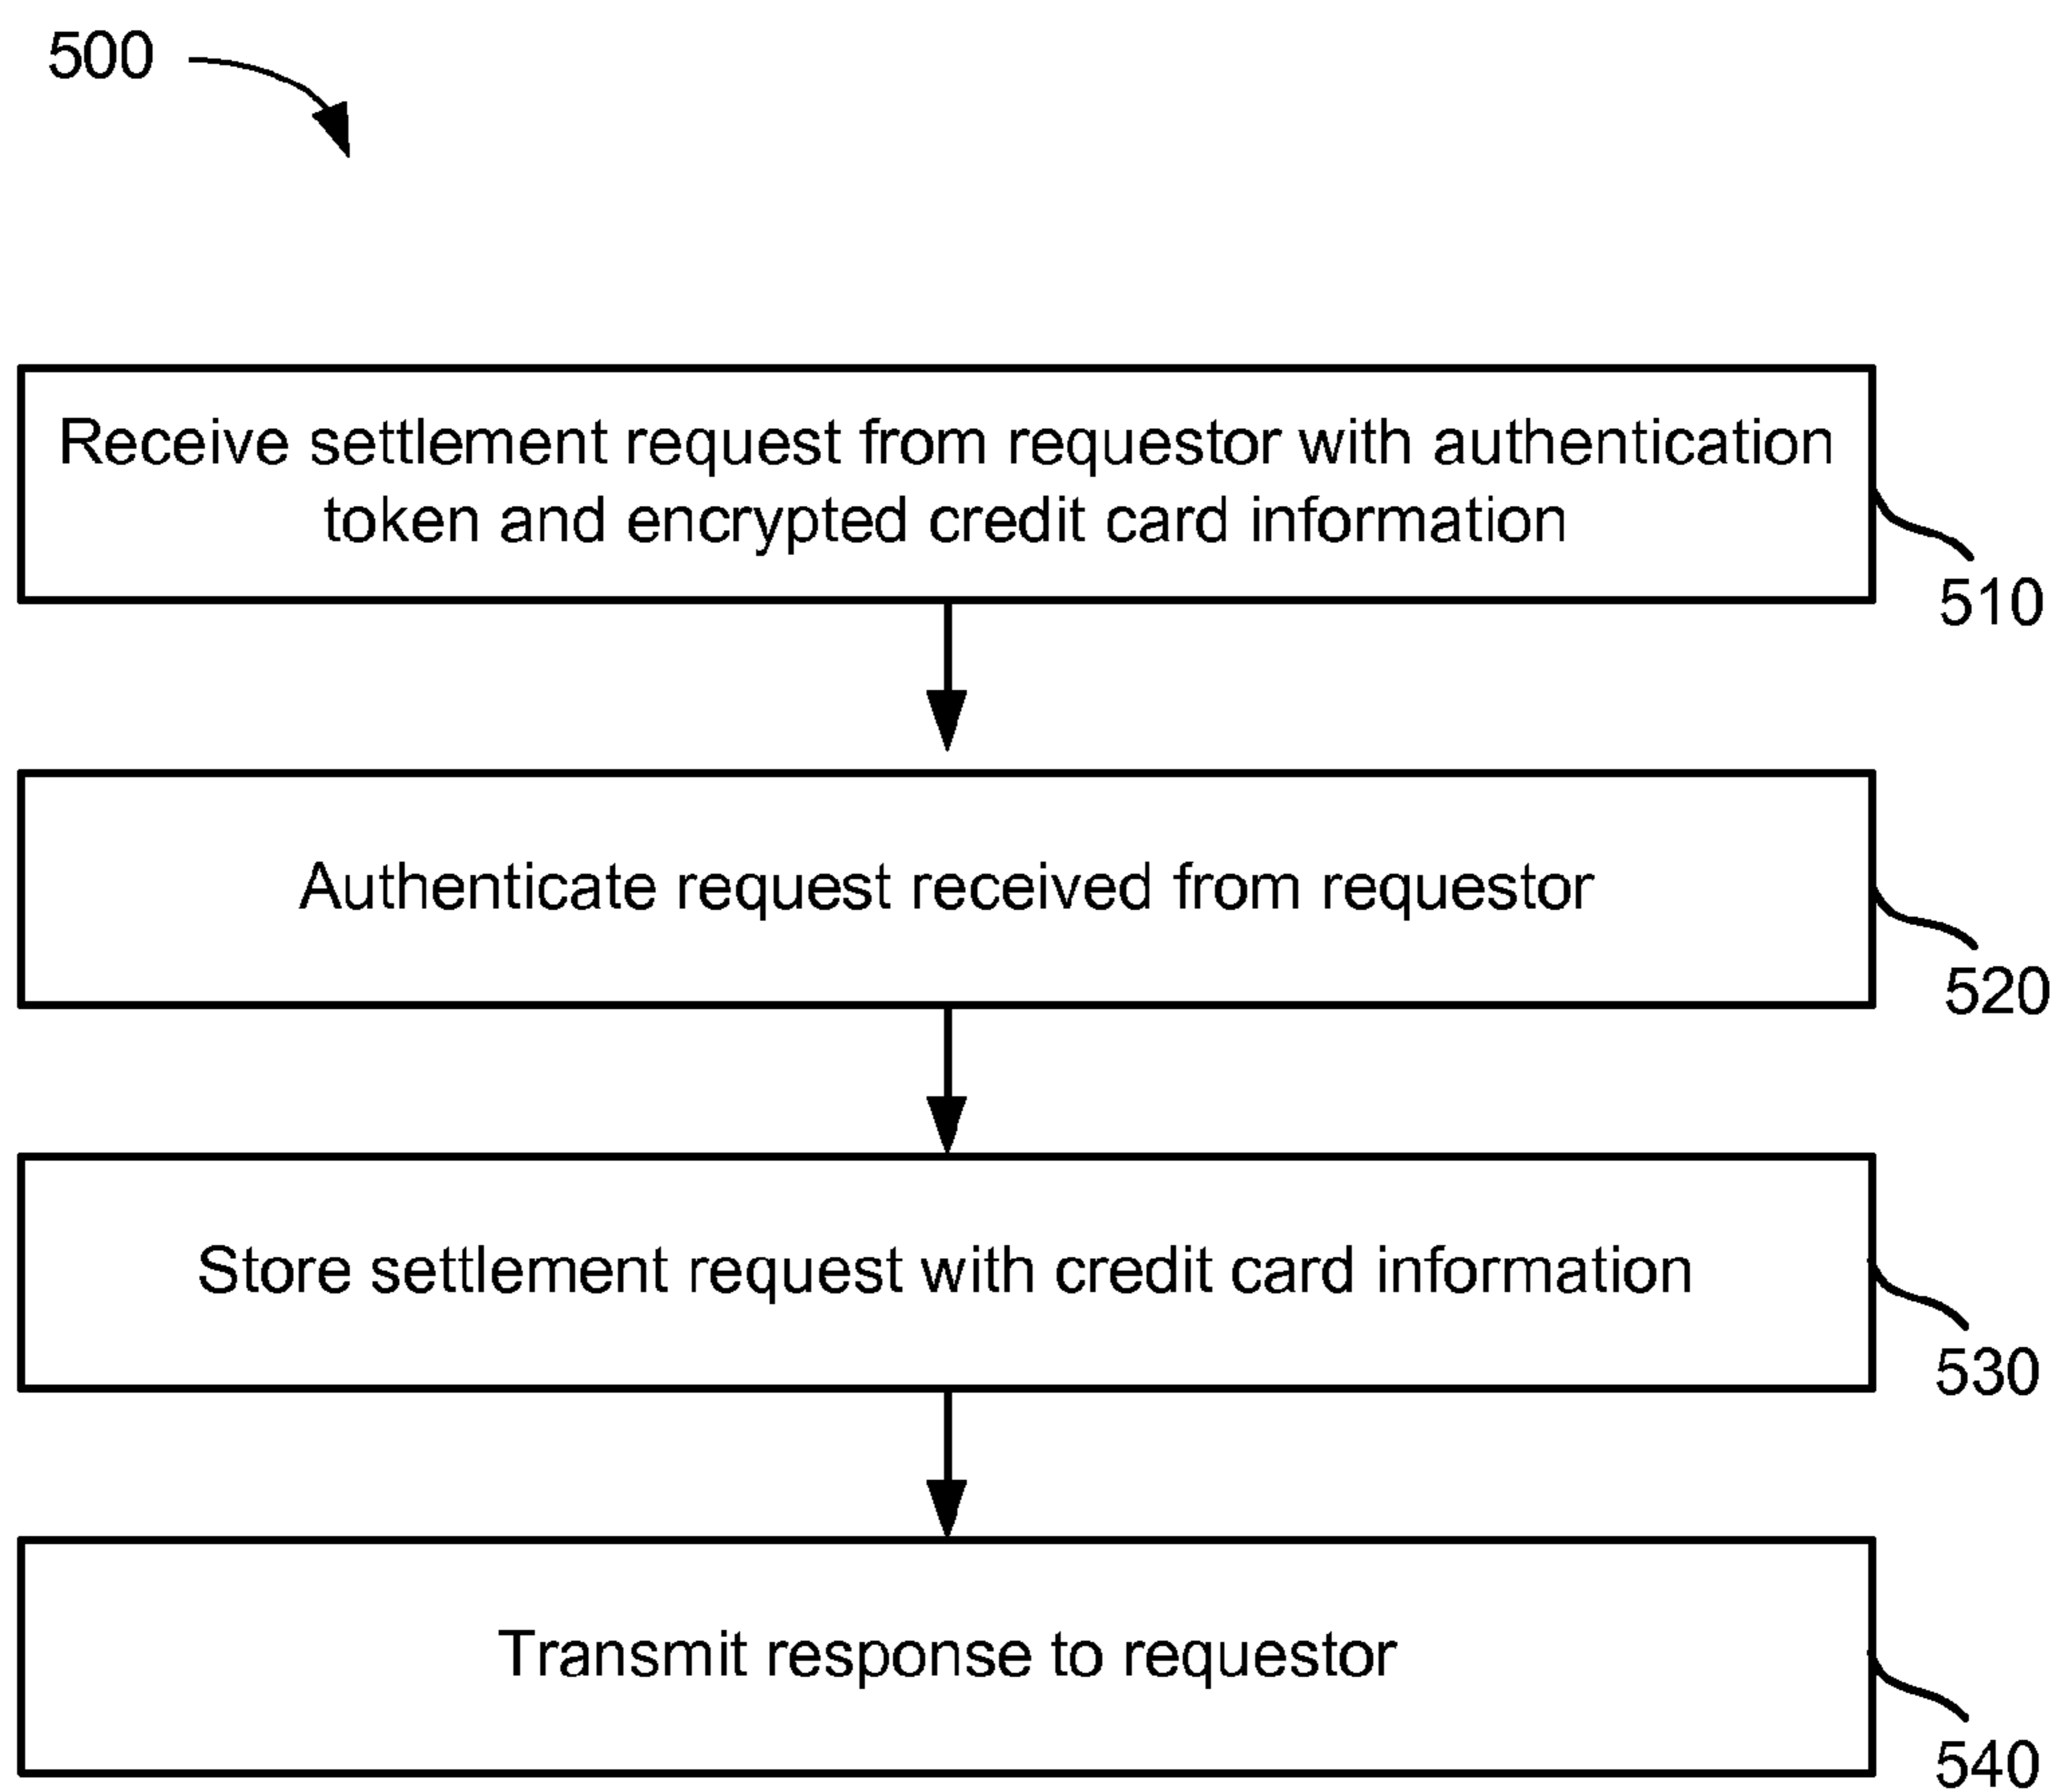 500
Receive settlement request from requestor with authentication
token and encrypted credit card information
510
Authenticate request received from requestor
520
Store settlement request with credit card information
530
Transmit response to requestor
540